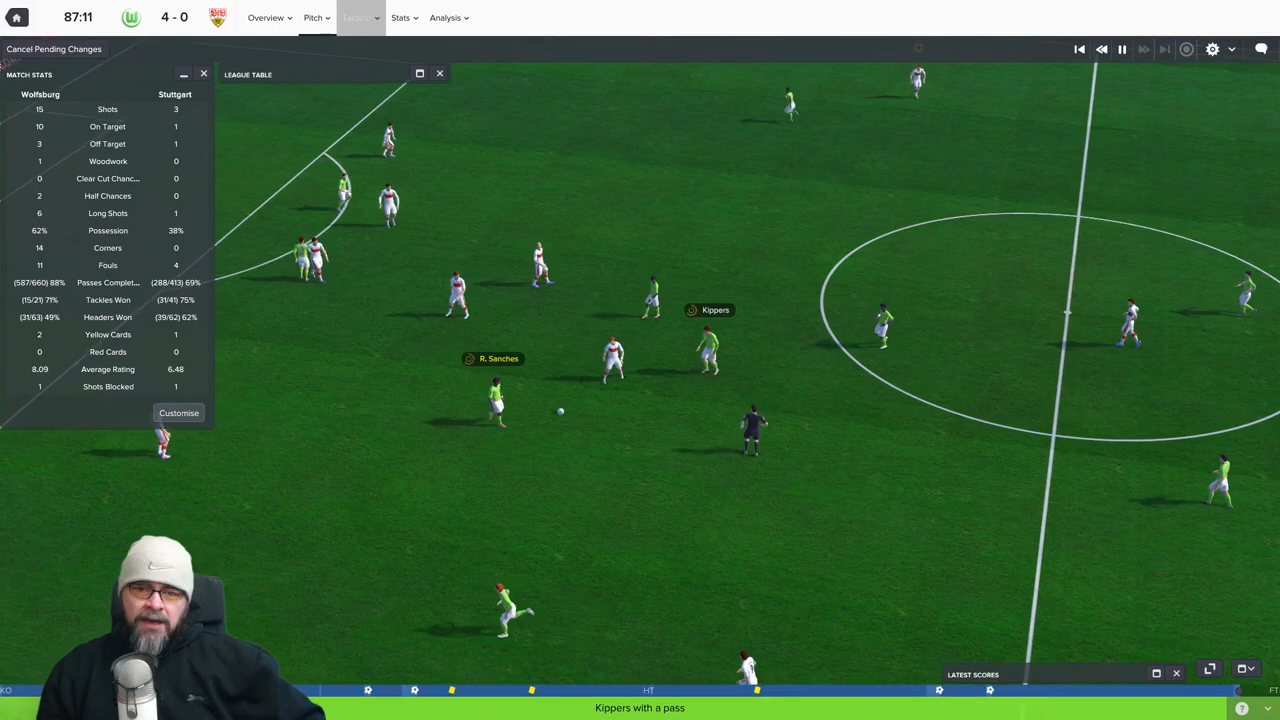 87:11
4 - 0
Overview
Pitch
Tactics
Stats
Analysis
Cancel Pending Changes
MATCH STATS
LEAGUE TABLE
Wolfsburg Stuttgart
15 Shots 3
10 On Target 1
3 Off Target 1
1 Woodwork 0
0 Clear Cut Chanc... 0
2 Half Chances 0
6 Long Shots 1
62% Possession 38%
14 Corners 0
11 Fouls 4
(587/660) 88% Passes Complet... (288/413) 69%
(15/21) 71% Tackles Won (31/41) 75%
(31/63) 49% Headers Won (39/62) 62%
2 Yellow Cards 1
0 Red Cards 0
8.09 Average Rating 6.48
1 Shots Blocked 1
Customise
Kippers
R. Sanches
LATEST SCORES
KO
HT
FT
Kippers with a pass
?